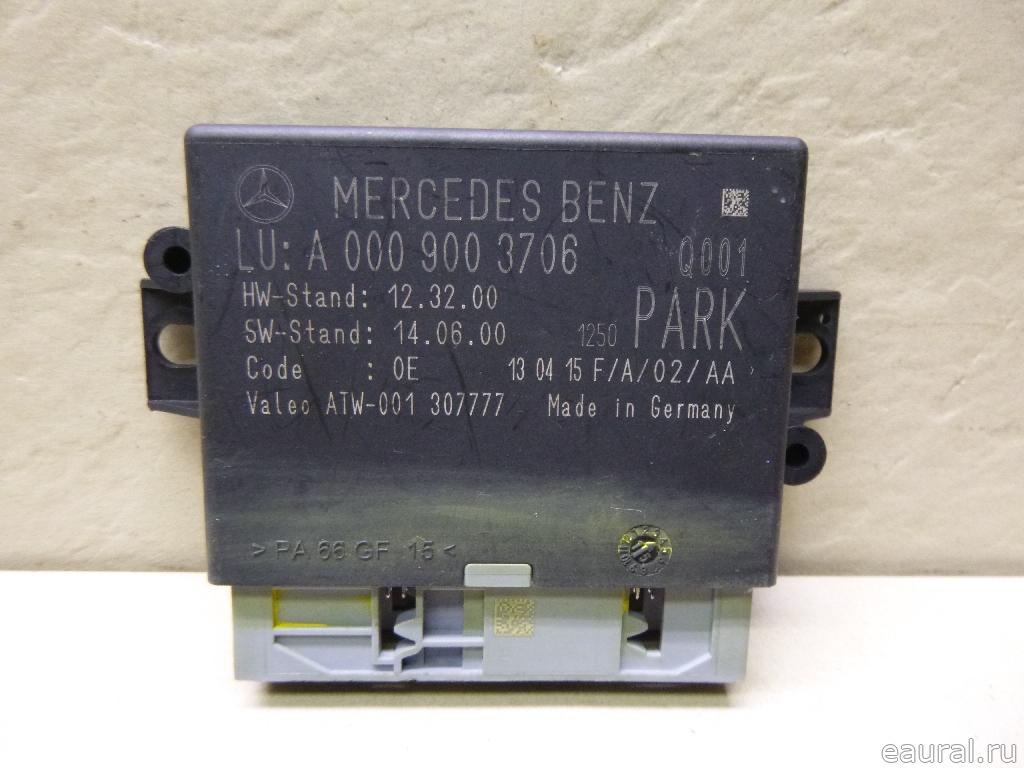 MERCEDES BENZ
LU: A 000 900 3706 Q001
HW-Stand: 12.32.00
SW-Stand: 14.06.00 1250 PARK
Code : 0E 13 04 15 F/A/02/AA
Valeo ATW-001 307777 Made in Germany
> PA 66 GF 15 <
eaural.ru